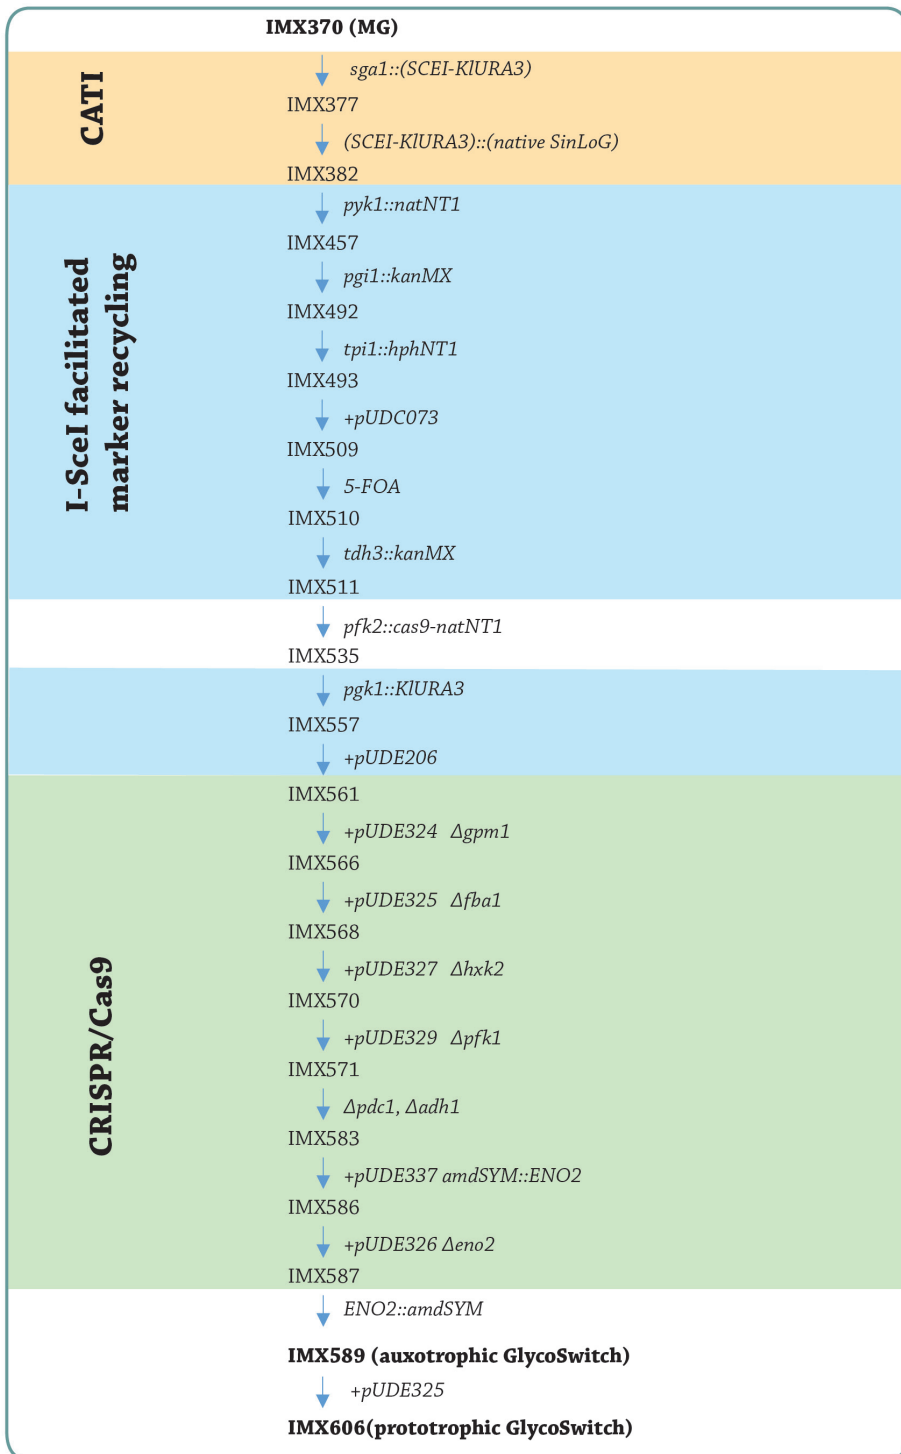 IMX370 (MG)
CATI
sga1::(SCEI-KlURA3)
IMX377
(SCEI-KlURA3)::(native SinLoG)
IMX382
I-SceI facilitated
marker recycling
pyk1::natNT1
IMX457
pgi1::kanMX
IMX492
tpi1::hphNT1
IMX493
+pUDC073
IMX509
5-FOA
IMX510
tdh3::kanMX
IMX511
pfk2::cas9-natNT1
IMX535
pgk1::KlURA3
IMX557
+pUDE206
CRISPR/Cas9
IMX561
+pUDE324 Δgpm1
IMX566
+pUDE325 Δfba1
IMX568
+pUDE327 Δhxk2
IMX570
+pUDE329 Δpfk1
IMX571
Δpdc1, Δadh1
IMX583
+pUDE337 amdSYM::ENO2
IMX586
+pUDE326 Δeno2
IMX587
ENO2::amdSYM
IMX589 (auxotrophic GlycoSwitch)
+pUDE325
IMX606(prototrophic GlycoSwitch)